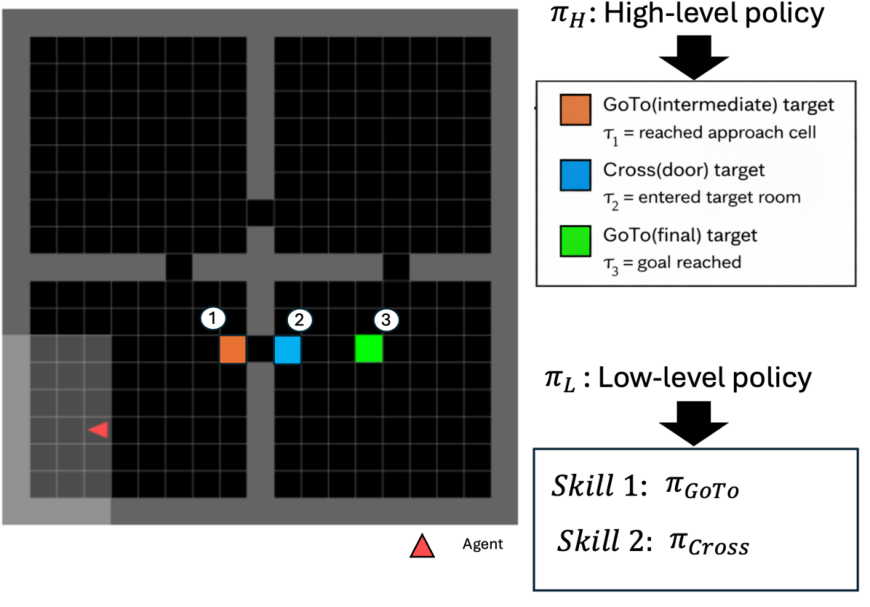 π_H: High-level policy
GoTo(intermediate) target
τ_1 = reached approach cell
Cross(door) target
τ_2 = entered target room
GoTo(final) target
τ_3 = goal reached
1
2
3
π_L : Low-level policy
Skill 1: π_GoTo
Skill 2: π_Cross
Agent